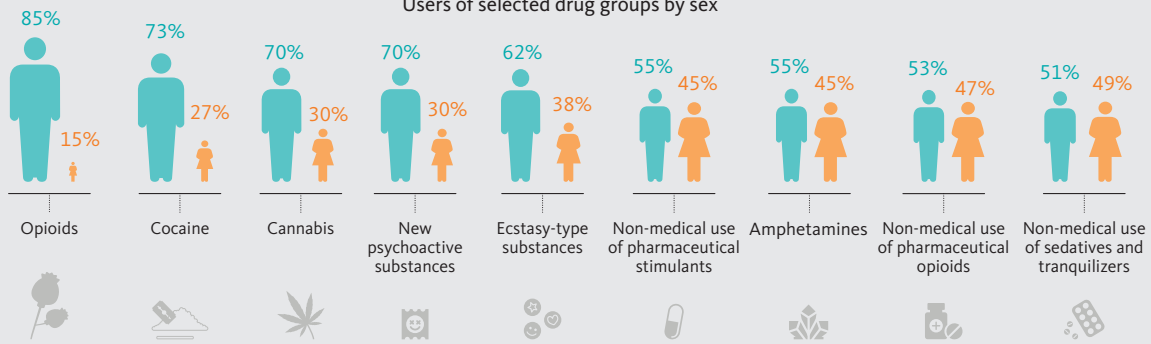 Users of selected drug groups by sex
85%
15%
73%
27%
70%
30%
70%
30%
62%
38%
55%
45%
55%
45%
53%
47%
51%
49%
Opioids
Cocaine
Cannabis
New
psychoactive
substances
Ecstasy-type
substances
Non-medical use
of pharmaceutical
stimulants
Amphetamines
Non-medical use
of pharmaceutical
opioids
Non-medical use
of sedatives and
tranquilizers